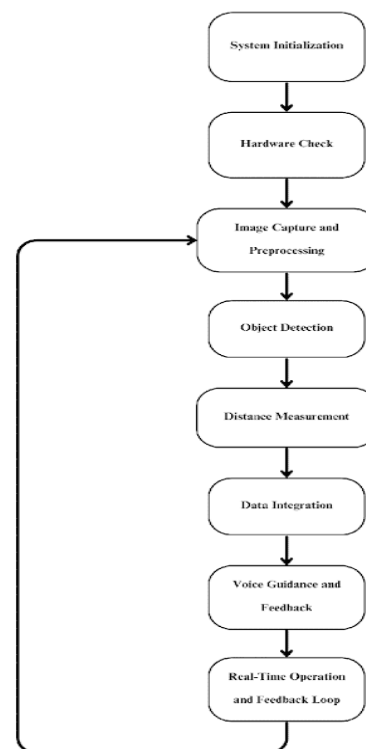 System Initialization
Hardware Check
Image Capture and
Preprocessing
Object Detection
Distance Measurement
Data Integration
Voice Guidance and
Feedback
Real-Time Operation
and Feedback Loop